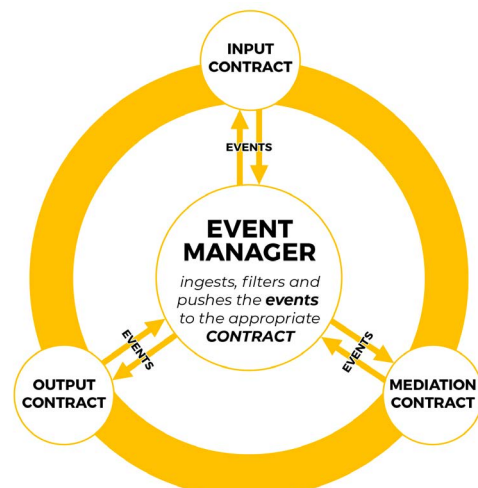 INPUT
CONTRACT
EVENTS
EVENT
MANAGER
ingests, filters and
pushes the events
to the appropriate
CONTRACT
EVENTS
EVENTS
OUTPUT
CONTRACT
MEDIATION
CONTRACT